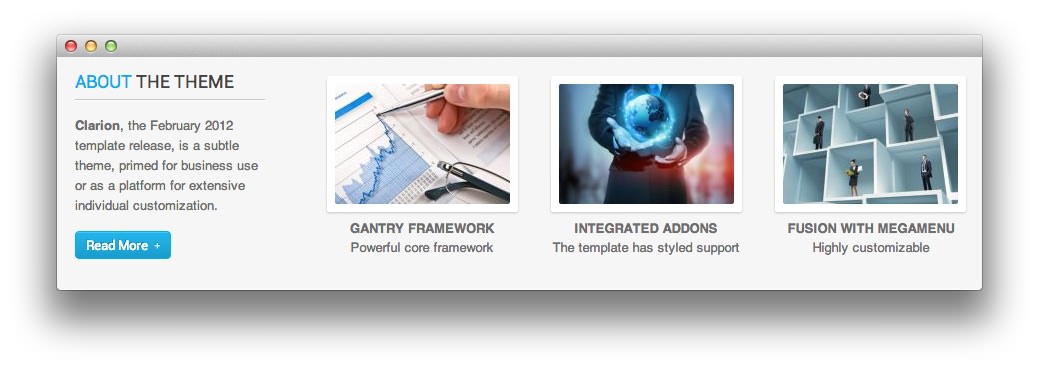 ABOUT THE THEME
Clarion, the February 2012
template release, is a subtle
theme, primed for business use
or as a platform for extensive
individual customization.
Read More +
GANTRY FRAMEWORK
Powerful core framework
INTEGRATED ADDONS
The template has styled support
FUSION WITH MEGAMENU
Highly customizable